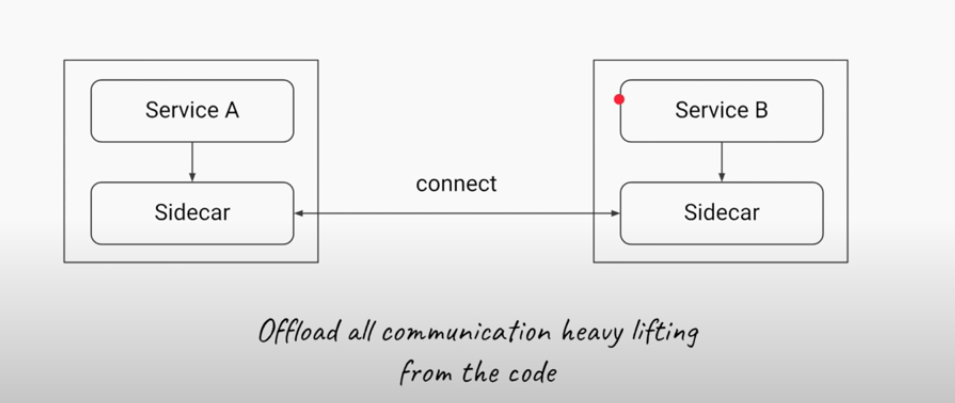 Service A
Service B
connect
Sidecar
Sidecar
Offload all communication heavy lifting
from the code